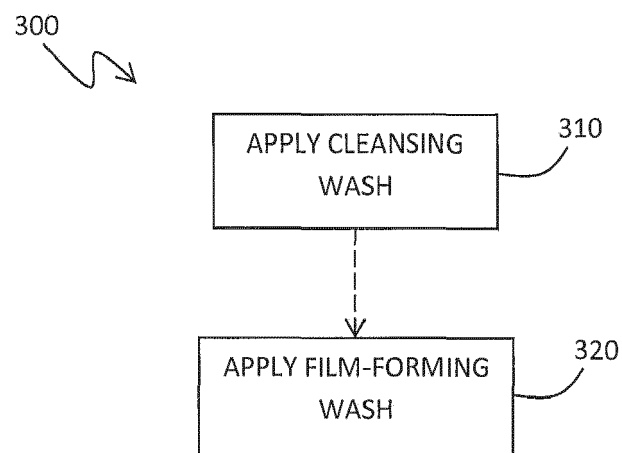 300
APPLY CLEANSING
WASH
310
APPLY FILM-FORMING
WASH
320